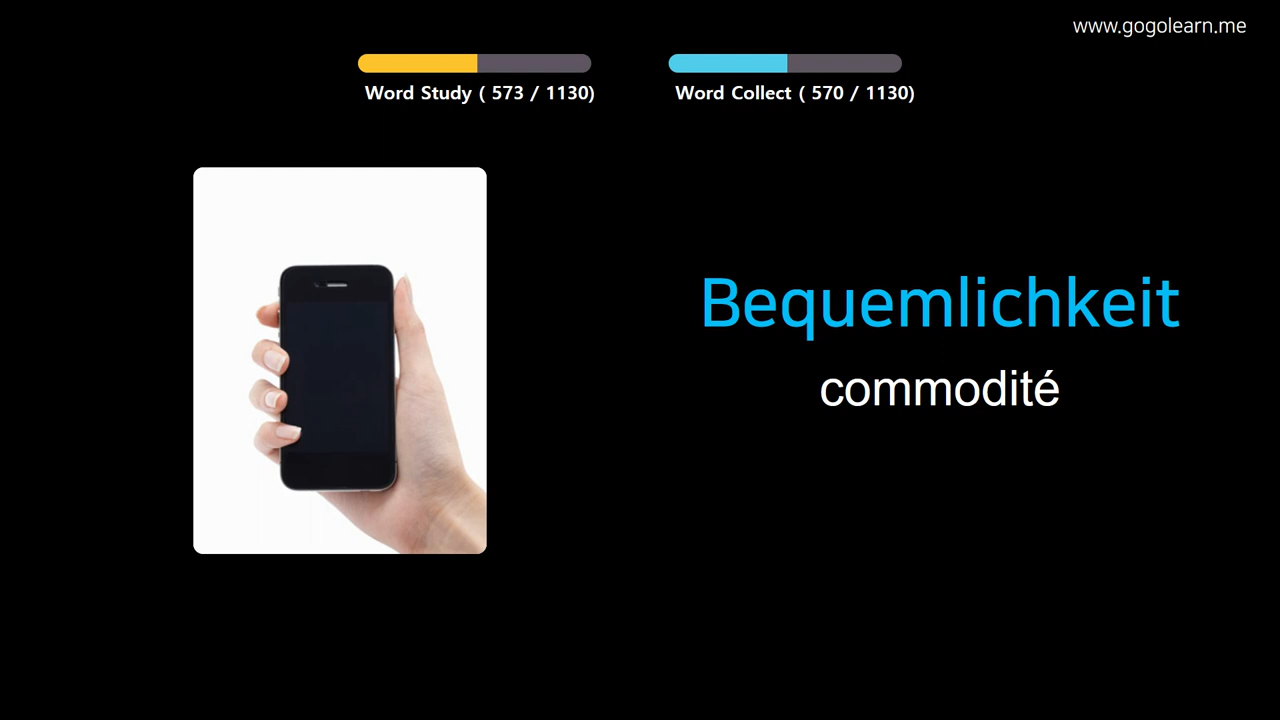 www.gogolearn.me
Word Study ( 573 / 1130)
Word Collect ( 570 / 1130)
Bequemlichkeit
commodité